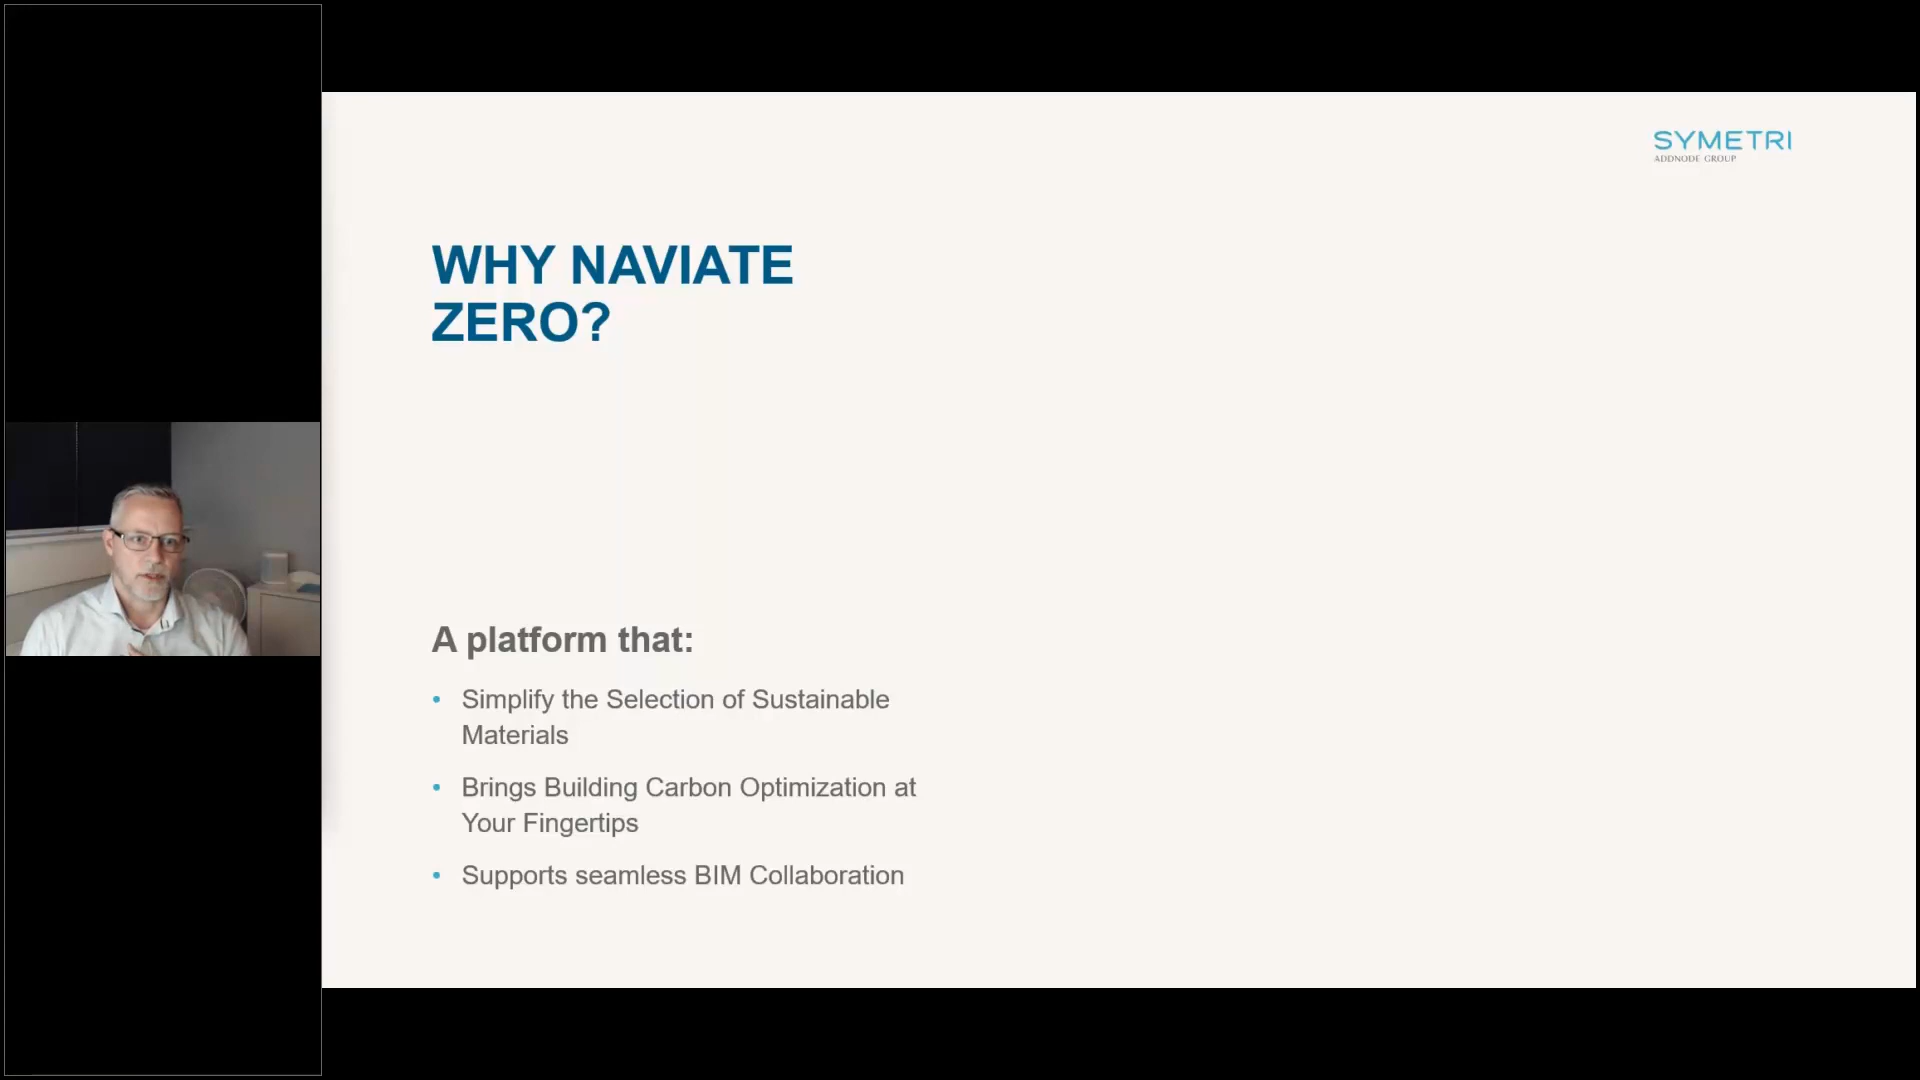 SYMETRI
ADDNODE GROUP
WHY NAVIATE
ZERO?
A platform that:
• Simplify the Selection of Sustainable
Materials
• Brings Building Carbon Optimization at
Your Fingertips
• Supports seamless BIM Collaboration